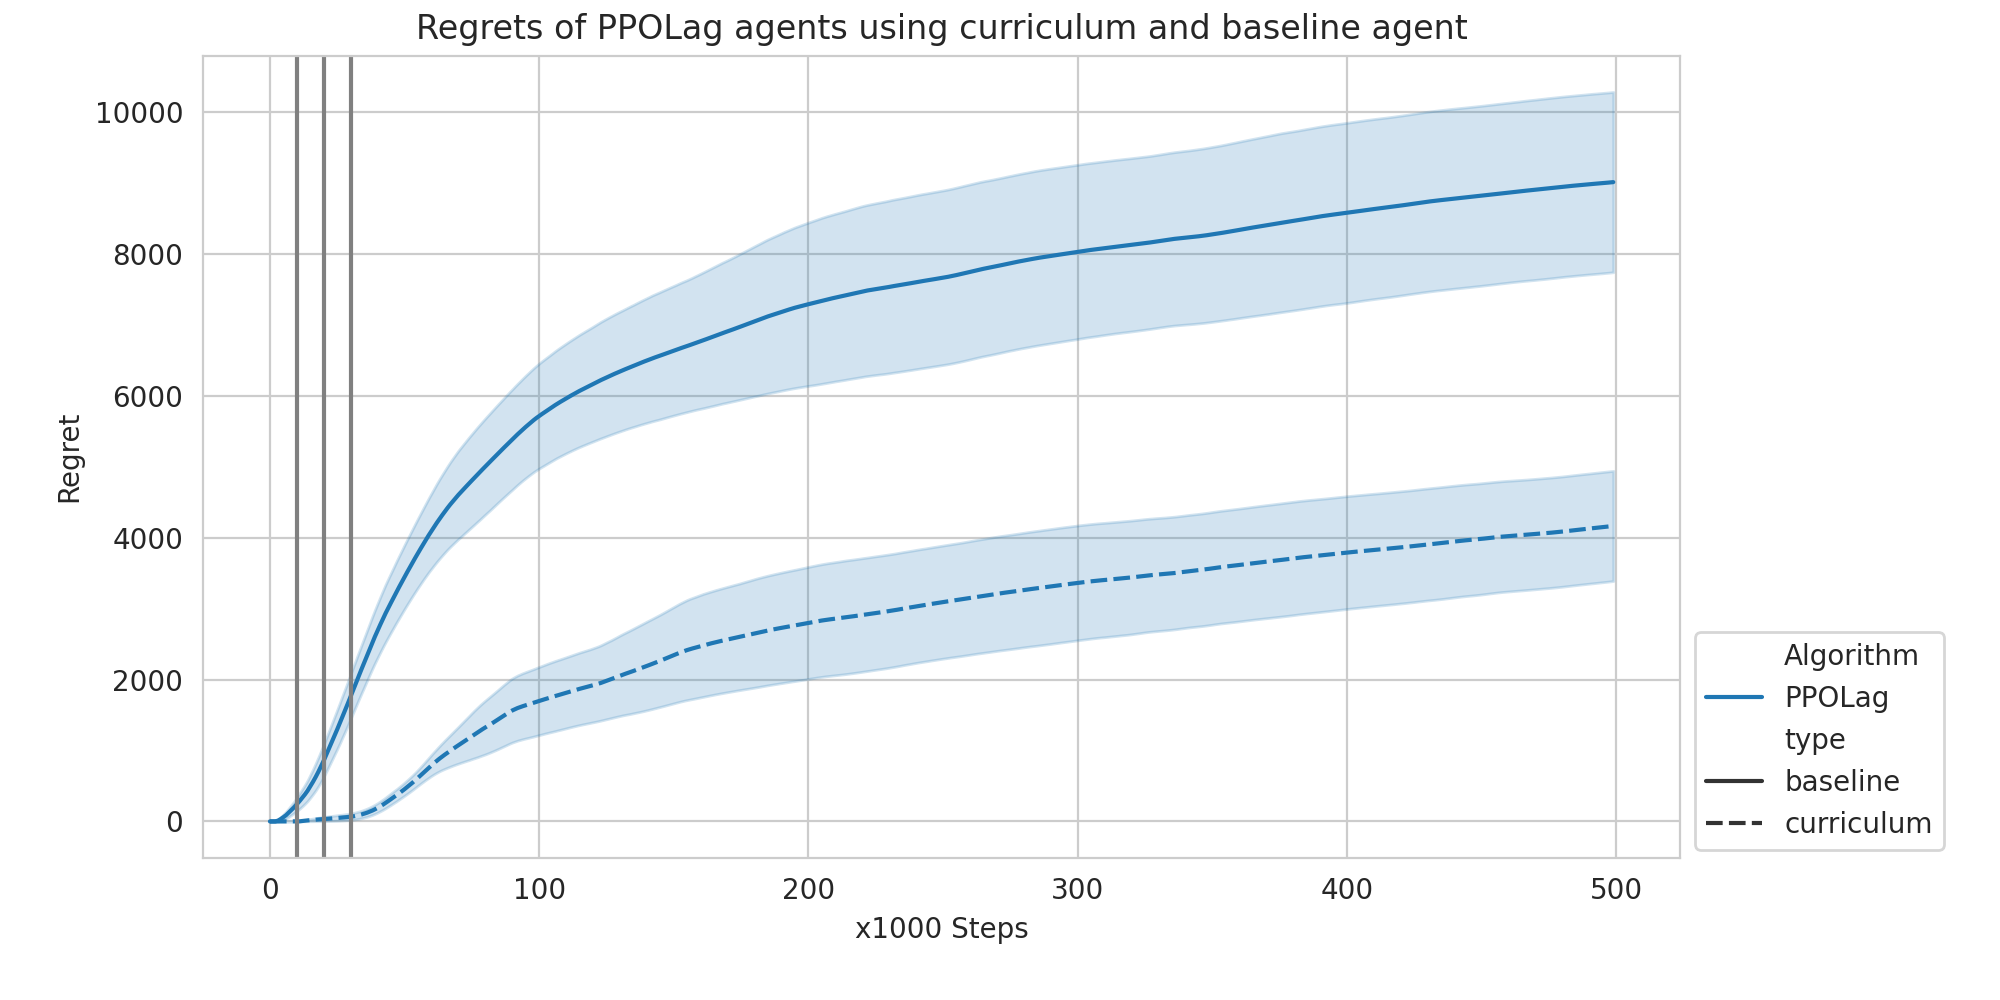 Regrets of PPOLag agents using curriculum and baseline agent
10000
8000
6000
4000
2000
0
Regret
0 100 200 300 400 500
x1000 Steps
Algorithm
PPOLag
type
baseline
curriculum